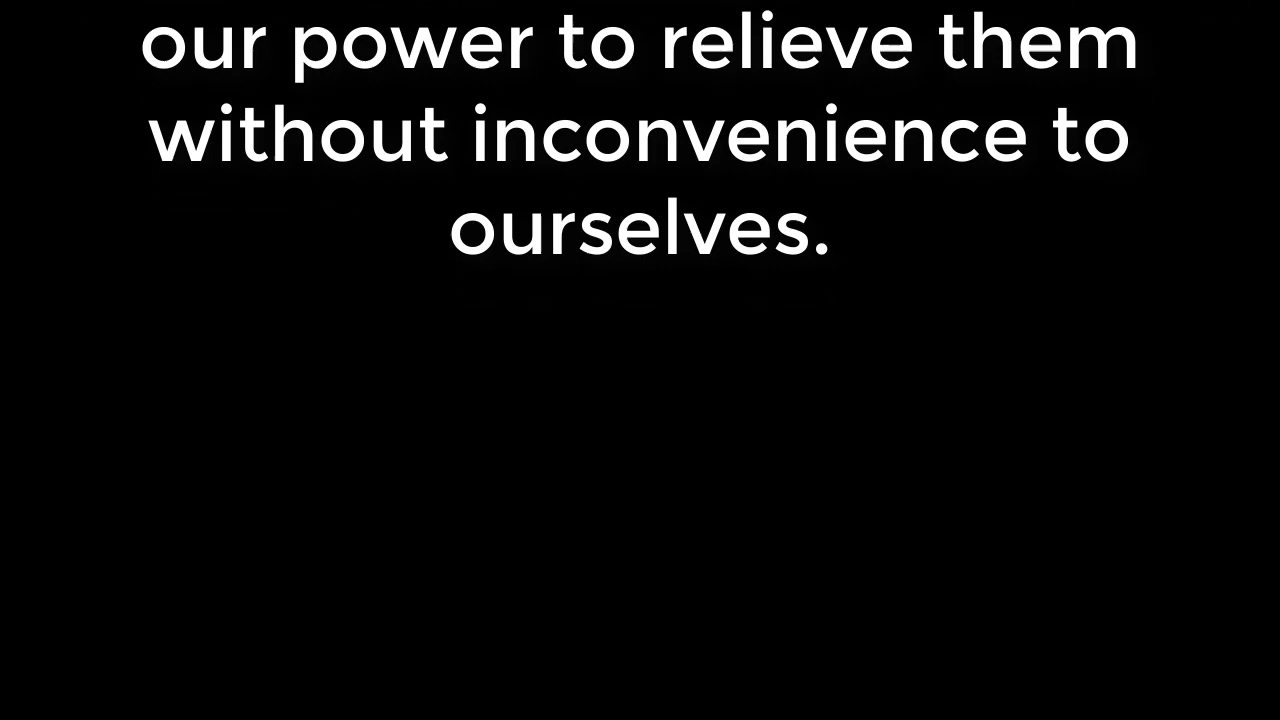 our power to relieve them
without inconvenience to
ourselves.